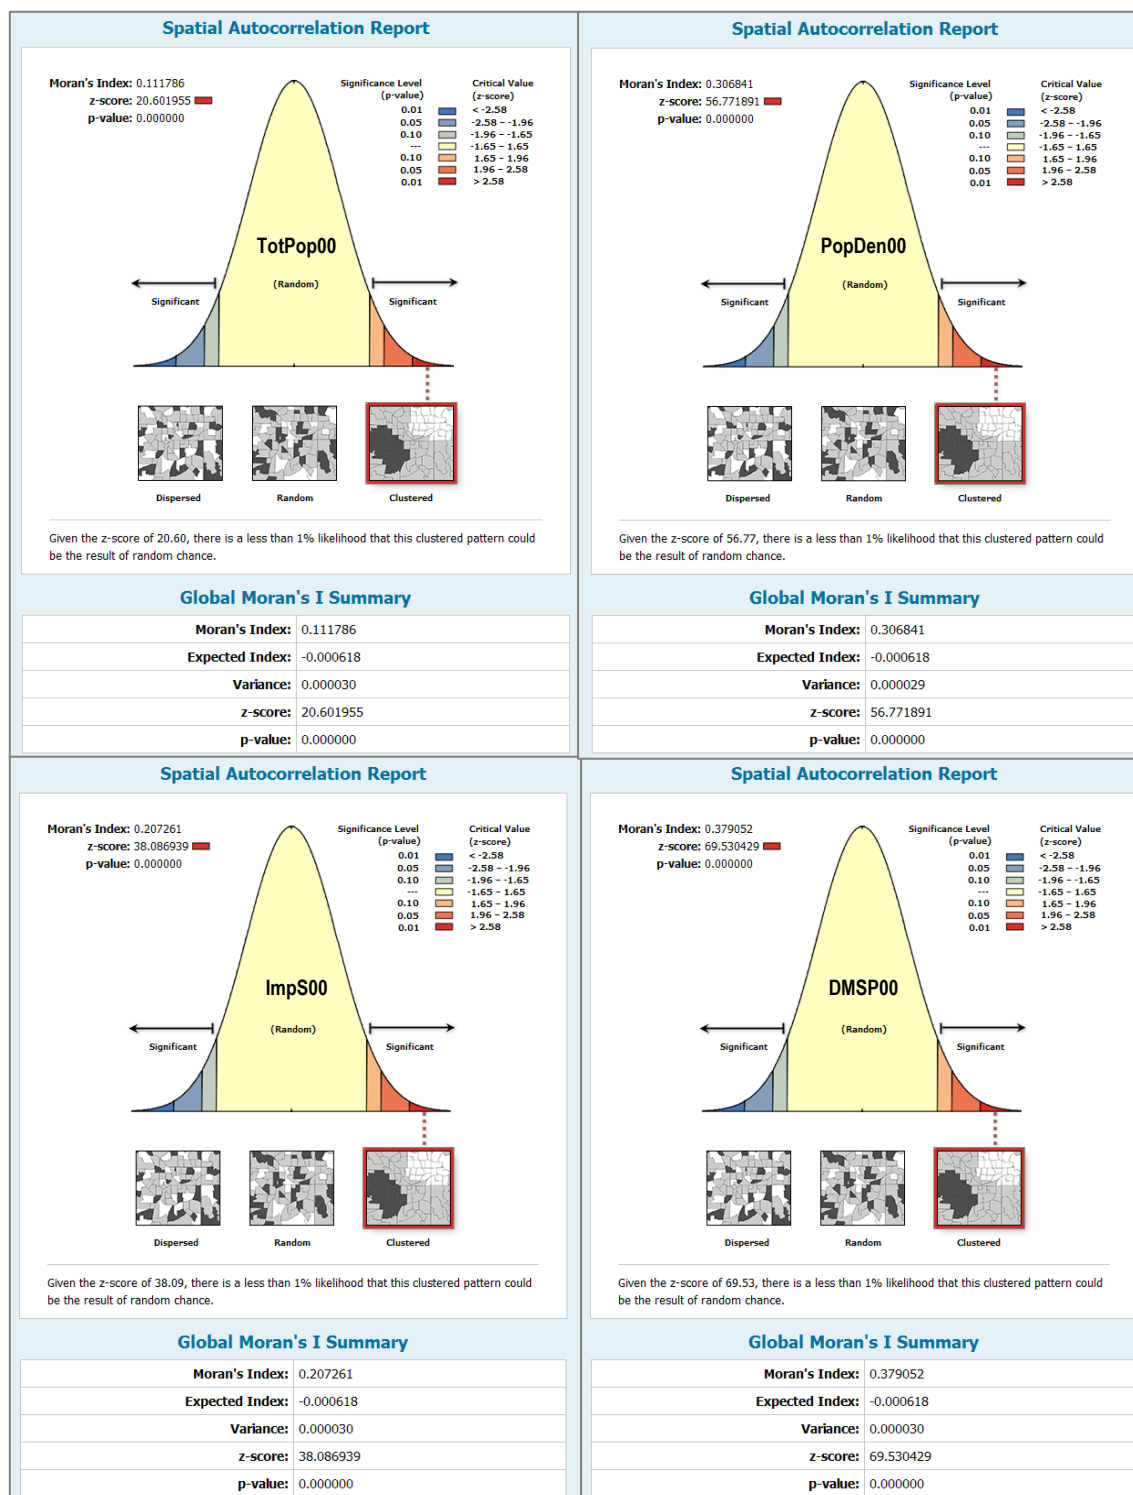 Spatial Autocorrelation Report
Moran's Index: 0.111786
z-score: 20.601955
p-value: 0.000000
Significance Level (p-value) Critical Value (z-score)
0.01 < -2.58
0.05 -2.58 – -1.96
0.10 -1.96 – -1.65
--- -1.65 – 1.65
0.10 1.65 – 1.96
0.05 1.96 – 2.58
0.01 > 2.58
TotPop00
(Random)
Significant Significant
Dispersed Random Clustered
Given the z-score of 20.60, there is a less than 1% likelihood that this clustered pattern could
be the result of random chance.
Global Moran's I Summary
Moran's Index: 0.111786
Expected Index: -0.000618
Variance: 0.000030
z-score: 20.601955
p-value: 0.000000
Spatial Autocorrelation Report
Moran's Index: 0.306841
z-score: 56.771891
p-value: 0.000000
Significance Level (p-value) Critical Value (z-score)
0.01 < -2.58
0.05 -2.58 – -1.96
0.10 -1.96 – -1.65
--- -1.65 – 1.65
0.10 1.65 – 1.96
0.05 1.96 – 2.58
0.01 > 2.58
PopDen00
(Random)
Significant Significant
Dispersed Random Clustered
Given the z-score of 56.77, there is a less than 1% likelihood that this clustered pattern could
be the result of random chance.
Global Moran's I Summary
Moran's Index: 0.306841
Expected Index: -0.000618
Variance: 0.000029
z-score: 56.771891
p-value: 0.000000
Spatial Autocorrelation Report
Moran's Index: 0.207261
z-score: 38.086939
p-value: 0.000000
Significance Level (p-value) Critical Value (z-score)
0.01 < -2.58
0.05 -2.58 – -1.96
0.10 -1.96 – -1.65
--- -1.65 – 1.65
0.10 1.65 – 1.96
0.05 1.96 – 2.58
0.01 > 2.58
ImpS00
(Random)
Significant Significant
Dispersed Random Clustered
Given the z-score of 38.09, there is a less than 1% likelihood that this clustered pattern could
be the result of random chance.
Global Moran's I Summary
Moran's Index: 0.207261
Expected Index: -0.000618
Variance: 0.000030
z-score: 38.086939
p-value: 0.000000
Spatial Autocorrelation Report
Moran's Index: 0.379052
z-score: 69.530429
p-value: 0.000000
Significance Level (p-value) Critical Value (z-score)
0.01 < -2.58
0.05 -2.58 – -1.96
0.10 -1.96 – -1.65
--- -1.65 – 1.65
0.10 1.65 – 1.96
0.05 1.96 – 2.58
0.01 > 2.58
DMSP00
(Random)
Significant Significant
Dispersed Random Clustered
Given the z-score of 69.53, there is a less than 1% likelihood that this clustered pattern could
be the result of random chance.
Global Moran's I Summary
Moran's Index: 0.379052
Expected Index: -0.000618
Variance: 0.000030
z-score: 69.530429
p-value: 0.000000